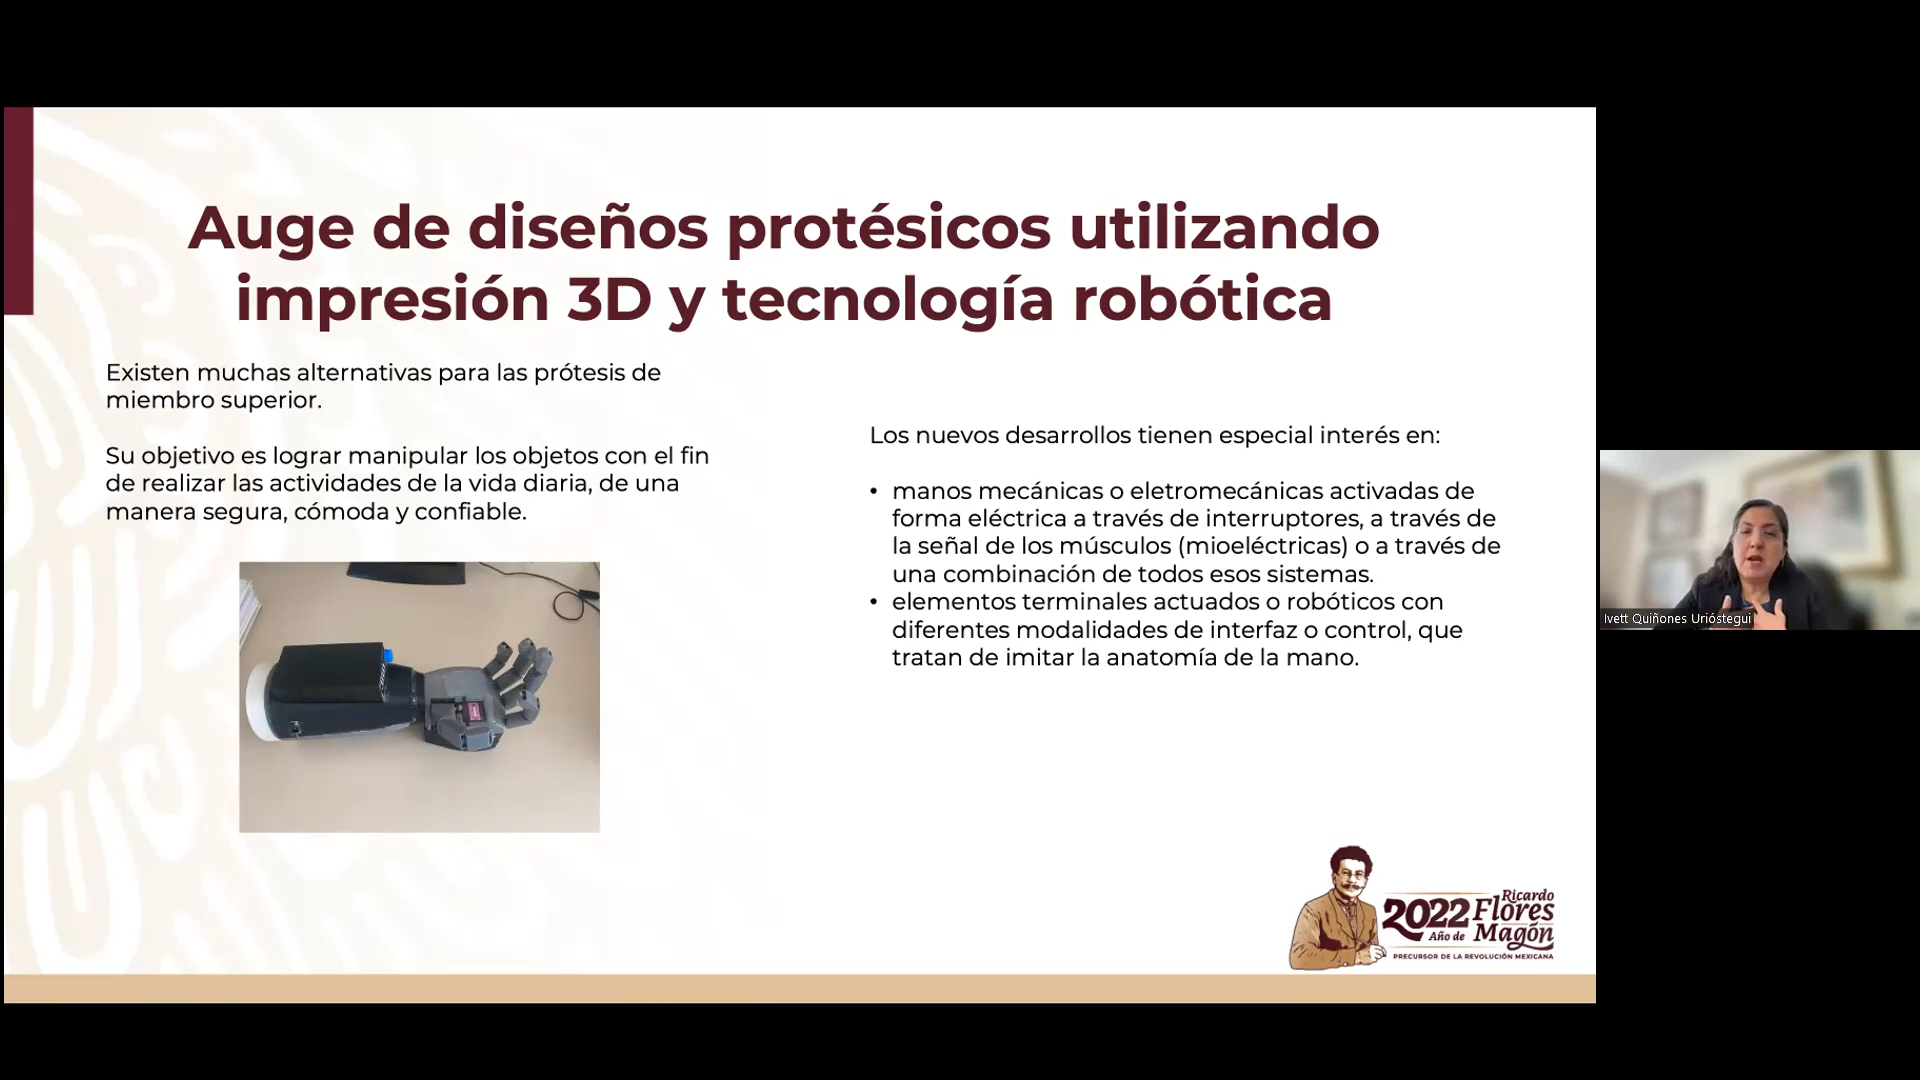 Auge de diseños protésicos utilizando
impresión 3D y tecnología robótica
Existen muchas alternativas para las prótesis de
miembro superior.
Su objetivo es lograr manipular los objetos con el fin
de realizar las actividades de la vida diaria, de una
manera segura, cómoda y confiable.
Los nuevos desarrollos tienen especial interés en:
• manos mecánicas o eletromecánicas activadas de
forma eléctrica a través de interruptores, a través de
la señal de los músculos (mioeléctricas) o a través de
una combinación de todos esos sistemas.
• elementos terminales actuados o robóticos con
diferentes modalidades de interfaz o control, que
tratan de imitar la anatomía de la mano.
2022 Ricardo
Flores
Año de Magón
PRECURSOR DE LA REVOLUCIÓN MEXICANA
Ivett Quiñones Urióstegui